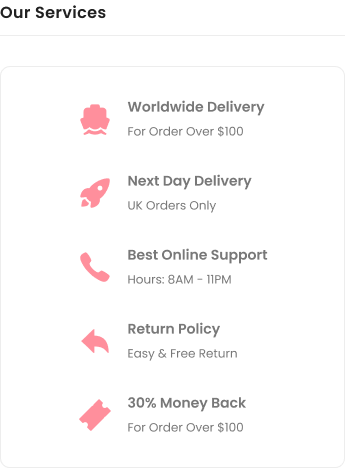 Our Services
Worldwide Delivery
For Order Over $100
Next Day Delivery
UK Orders Only
Best Online Support
Hours: 8AM - 11PM
Return Policy
Easy & Free Return
30% Money Back
For Order Over $100